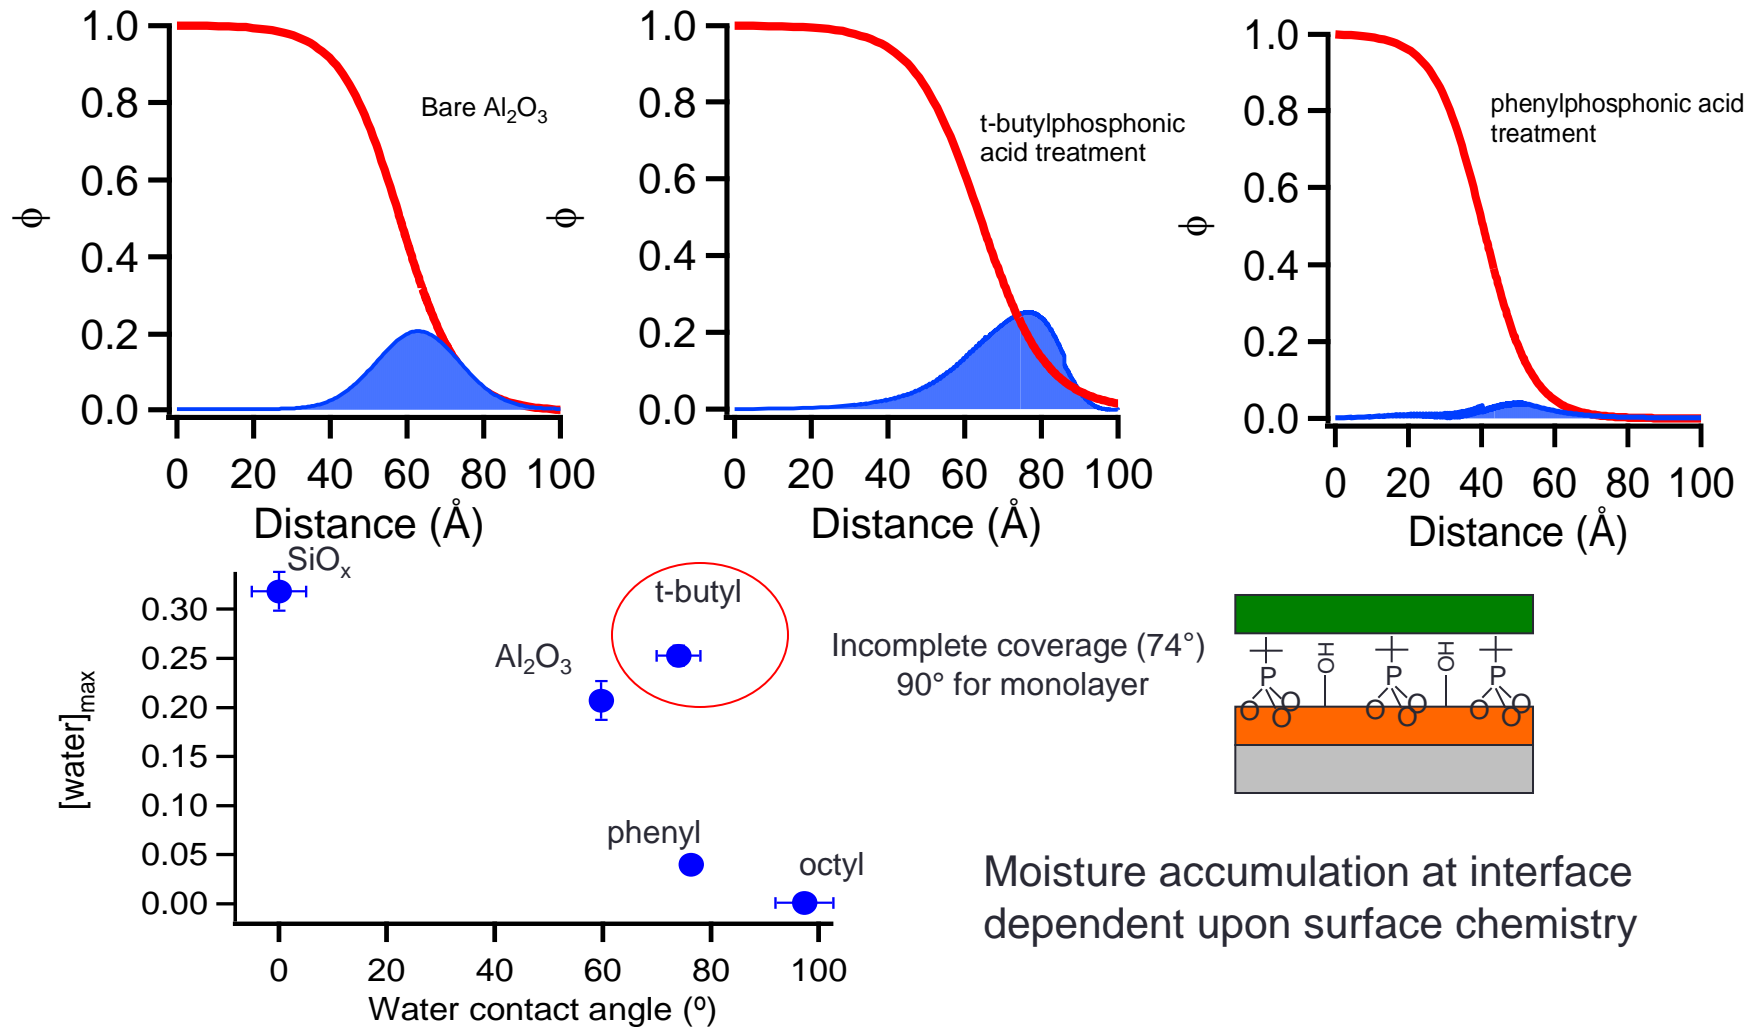 1.0
0.8
0.6
0.4
0.2
0.0
ϕ
Bare Al₂O₃
0 20 40 60 80 100
Distance (Å)
1.0
0.8
0.6
0.4
0.2
0.0
ϕ
t-butylphosphonic
acid treatment
0 20 40 60 80 100
Distance (Å)
1.0
0.8
0.6
0.4
0.2
0.0
ϕ
phenylphosphonic acid
treatment
0 20 40 60 80 100
Distance (Å)
[water]max
0.30
0.25
0.20
0.15
0.10
0.05
0.00
SiOₓ
t-butyl
Al₂O₃
phenyl
octyl
0 20 40 60 80 100
Water contact angle (º)
Incomplete coverage (74°)
90° for monolayer
HO HO
P P P
O O O O O O O O O
Moisture accumulation at interface
dependent upon surface chemistry